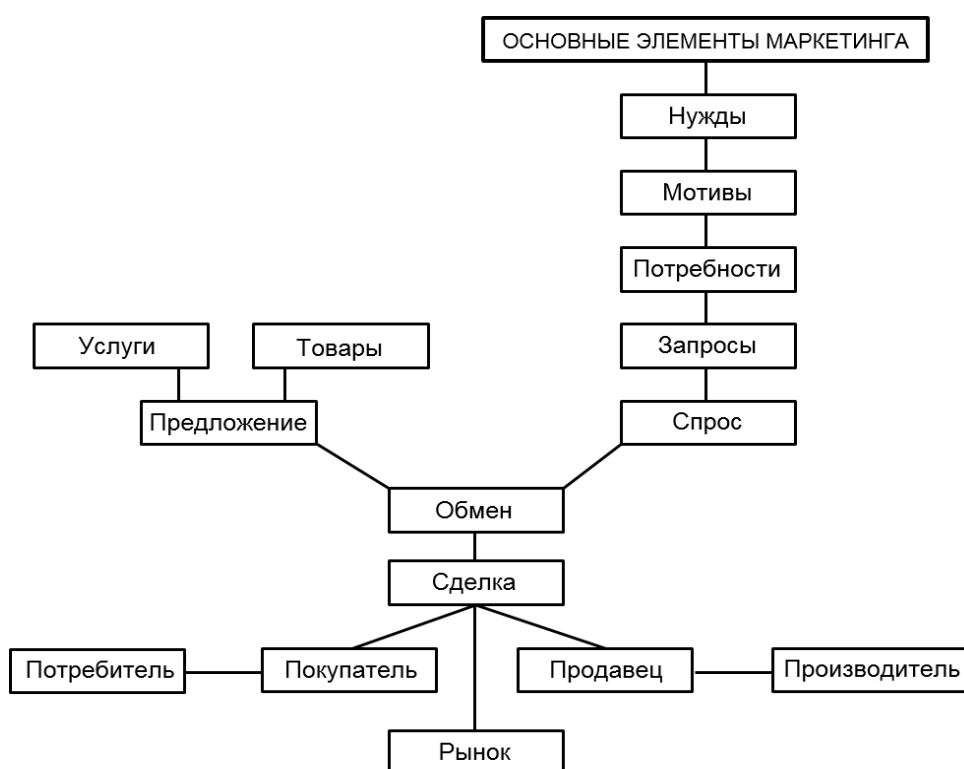 ОСНОВНЫЕ ЭЛЕМЕНТЫ МАРКЕТИНГА
Нужды
Мотивы
Потребности
Услуги
Товары
Запросы
Предложение
Спрос
Обмен
Сделка
Потребитель
Покупатель
Продавец
Производитель
Рынок